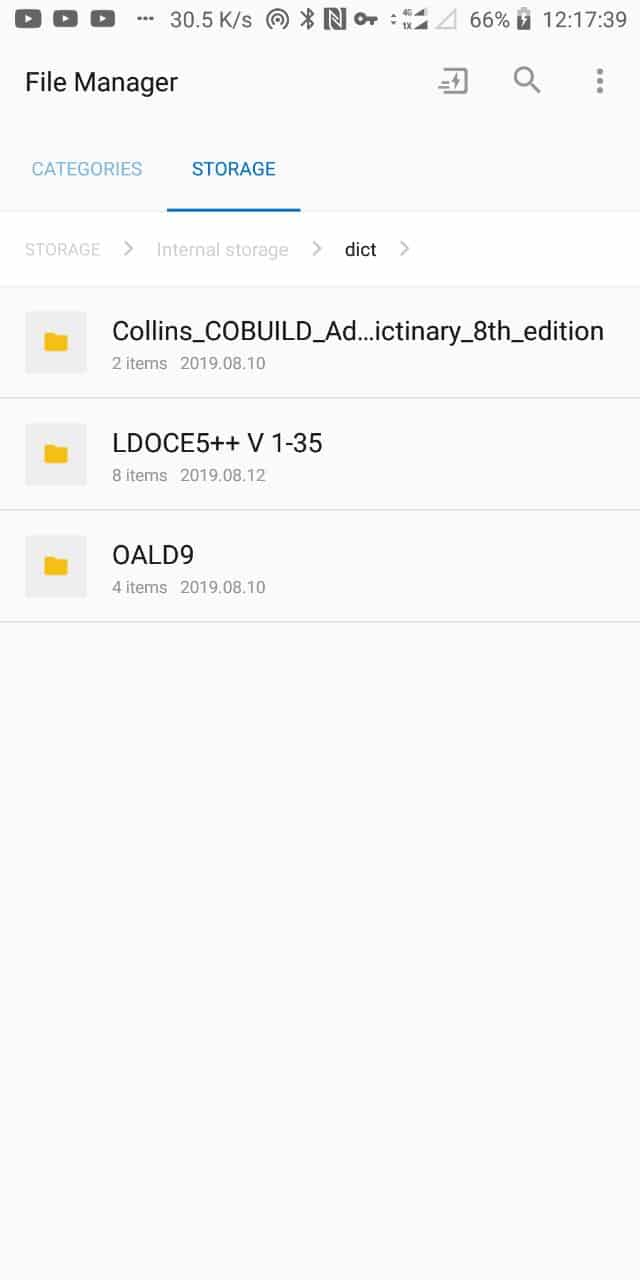 30.5 K/s 4G 1X 66% 12:17:39
File Manager
CATEGORIES STORAGE
STORAGE Internal storage dict
Collins_COBUILD_Ad...ictinary_8th_edition
2 items 2019.08.10
LDOCE5++ V 1-35
8 items 2019.08.12
OALD9
4 items 2019.08.10